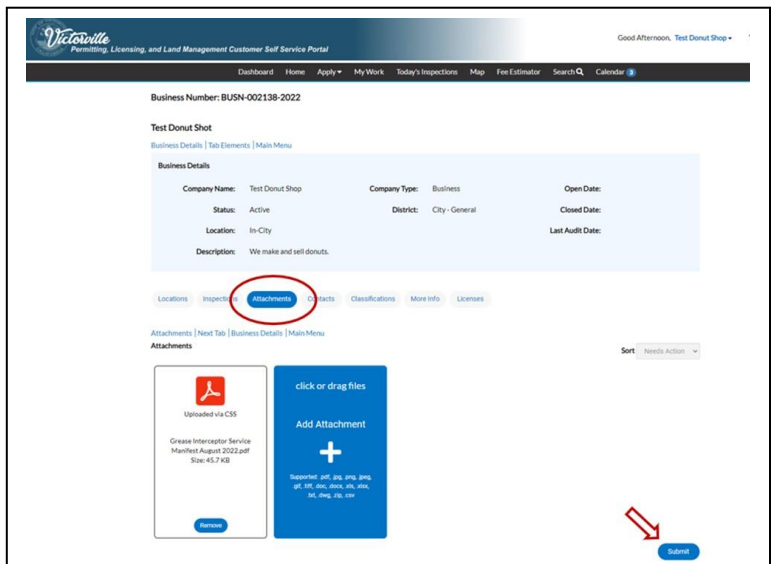 Victorville
Good Afternoon, Test Donut Shop
Permitting, Licensing, and Land Management Customer Self Service Portal
Dashboard Home Apply My Work Today's Inspections Map Fee Estimator Search Calendar 3
Business Number: BUSN-002138-2022
Test Donut Shot
Business Details | Tab Elements | Main Menu
Business Details
Company Name: Test Donut Shop Company Type: Business Open Date:
Status: Active District: City - General Closed Date:
Location: In-City Last Audit Date:
Description: We make and sell donuts.
Locations Inspections Attachments Contacts Classifications More Info Licenses
Attachments | Next Tab | Business Details | Main Menu
Attachments
Sort Needs Action
Uploaded via CSS
Grease Interceptor Service
Manifest August 2022.pdf
Size: 45.7 KB
Remove
click or drag files
Add Attachment
Supported: .pdf, .jpg, .png, .jpeg,
.gif, .tiff, .doc, .docx, .xls, .xlsx,
.txt, .dwg, .zip, .csv
Submit